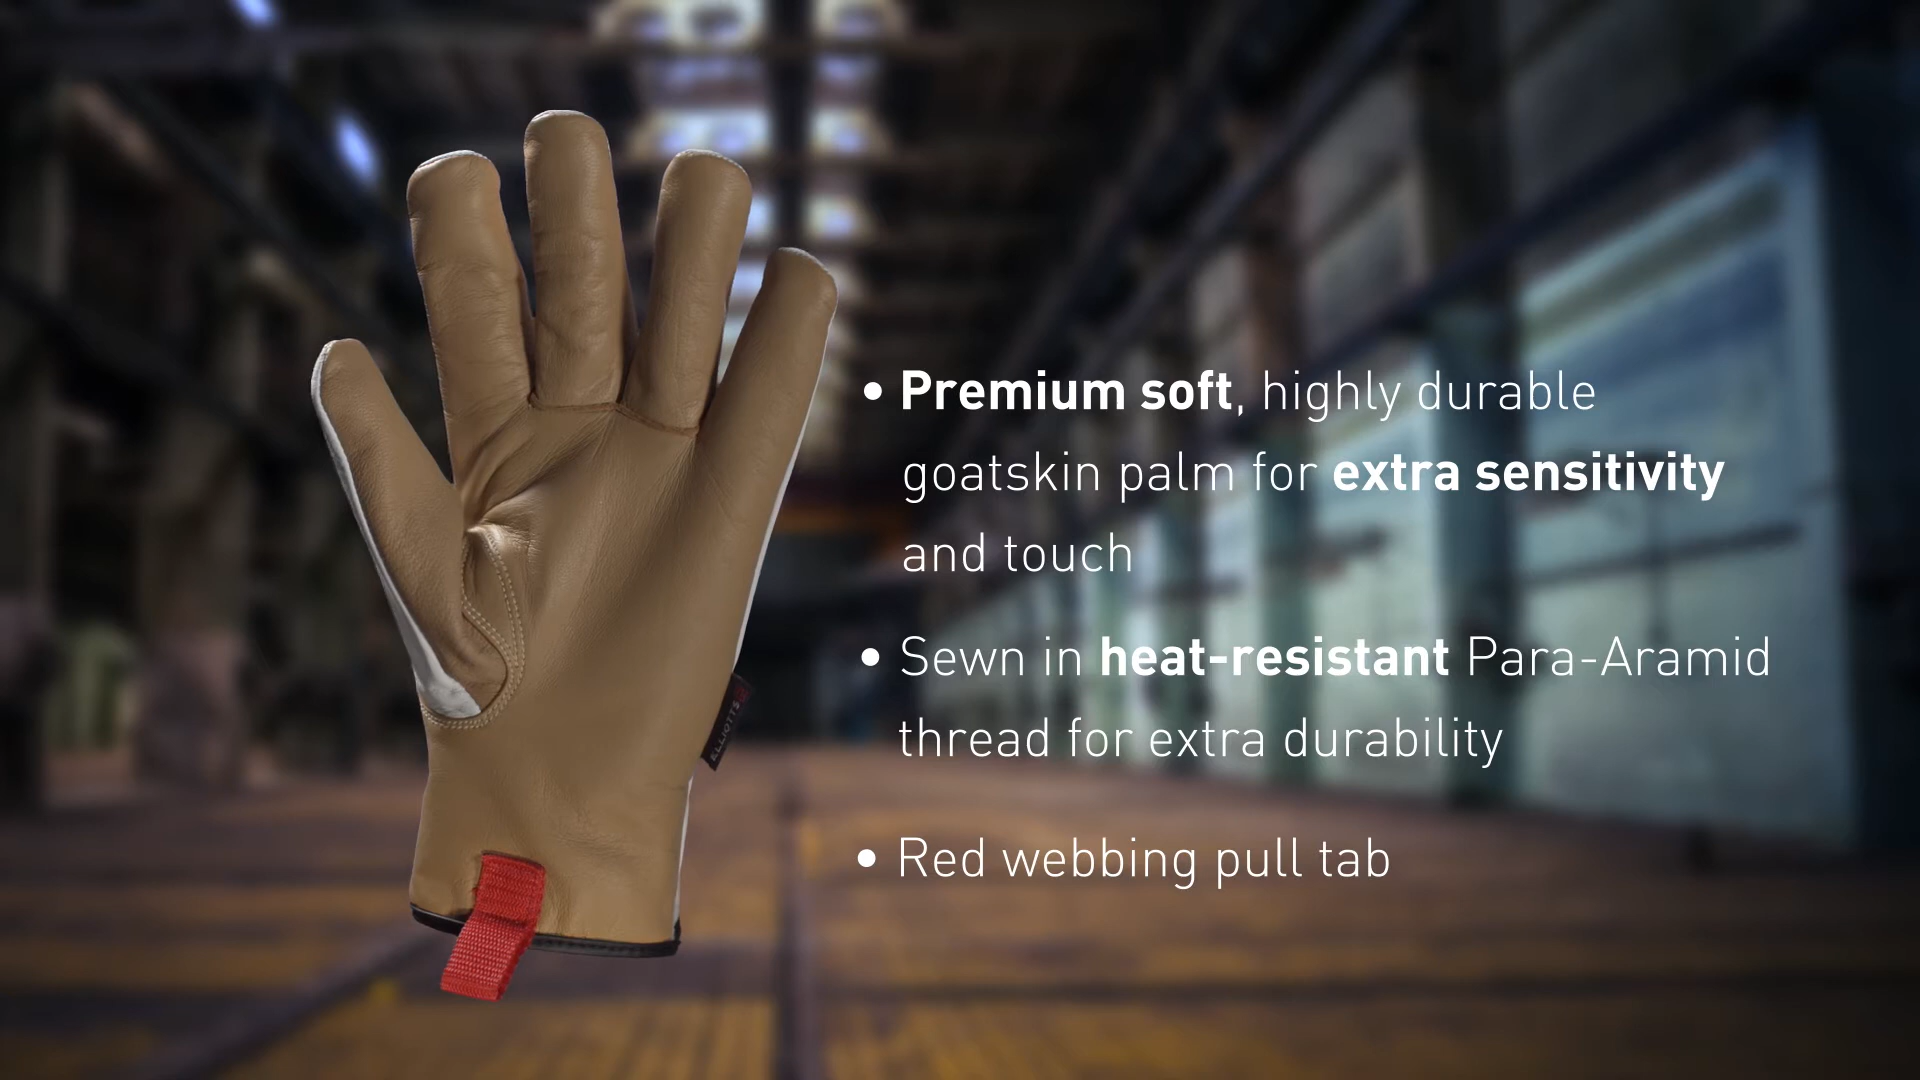 • Premium soft, highly durable
goatskin palm for extra sensitivity
and touch
• Sewn in heat-resistant Para-Aramid
thread for extra durability
• Red webbing pull tab
ELLIOTTS